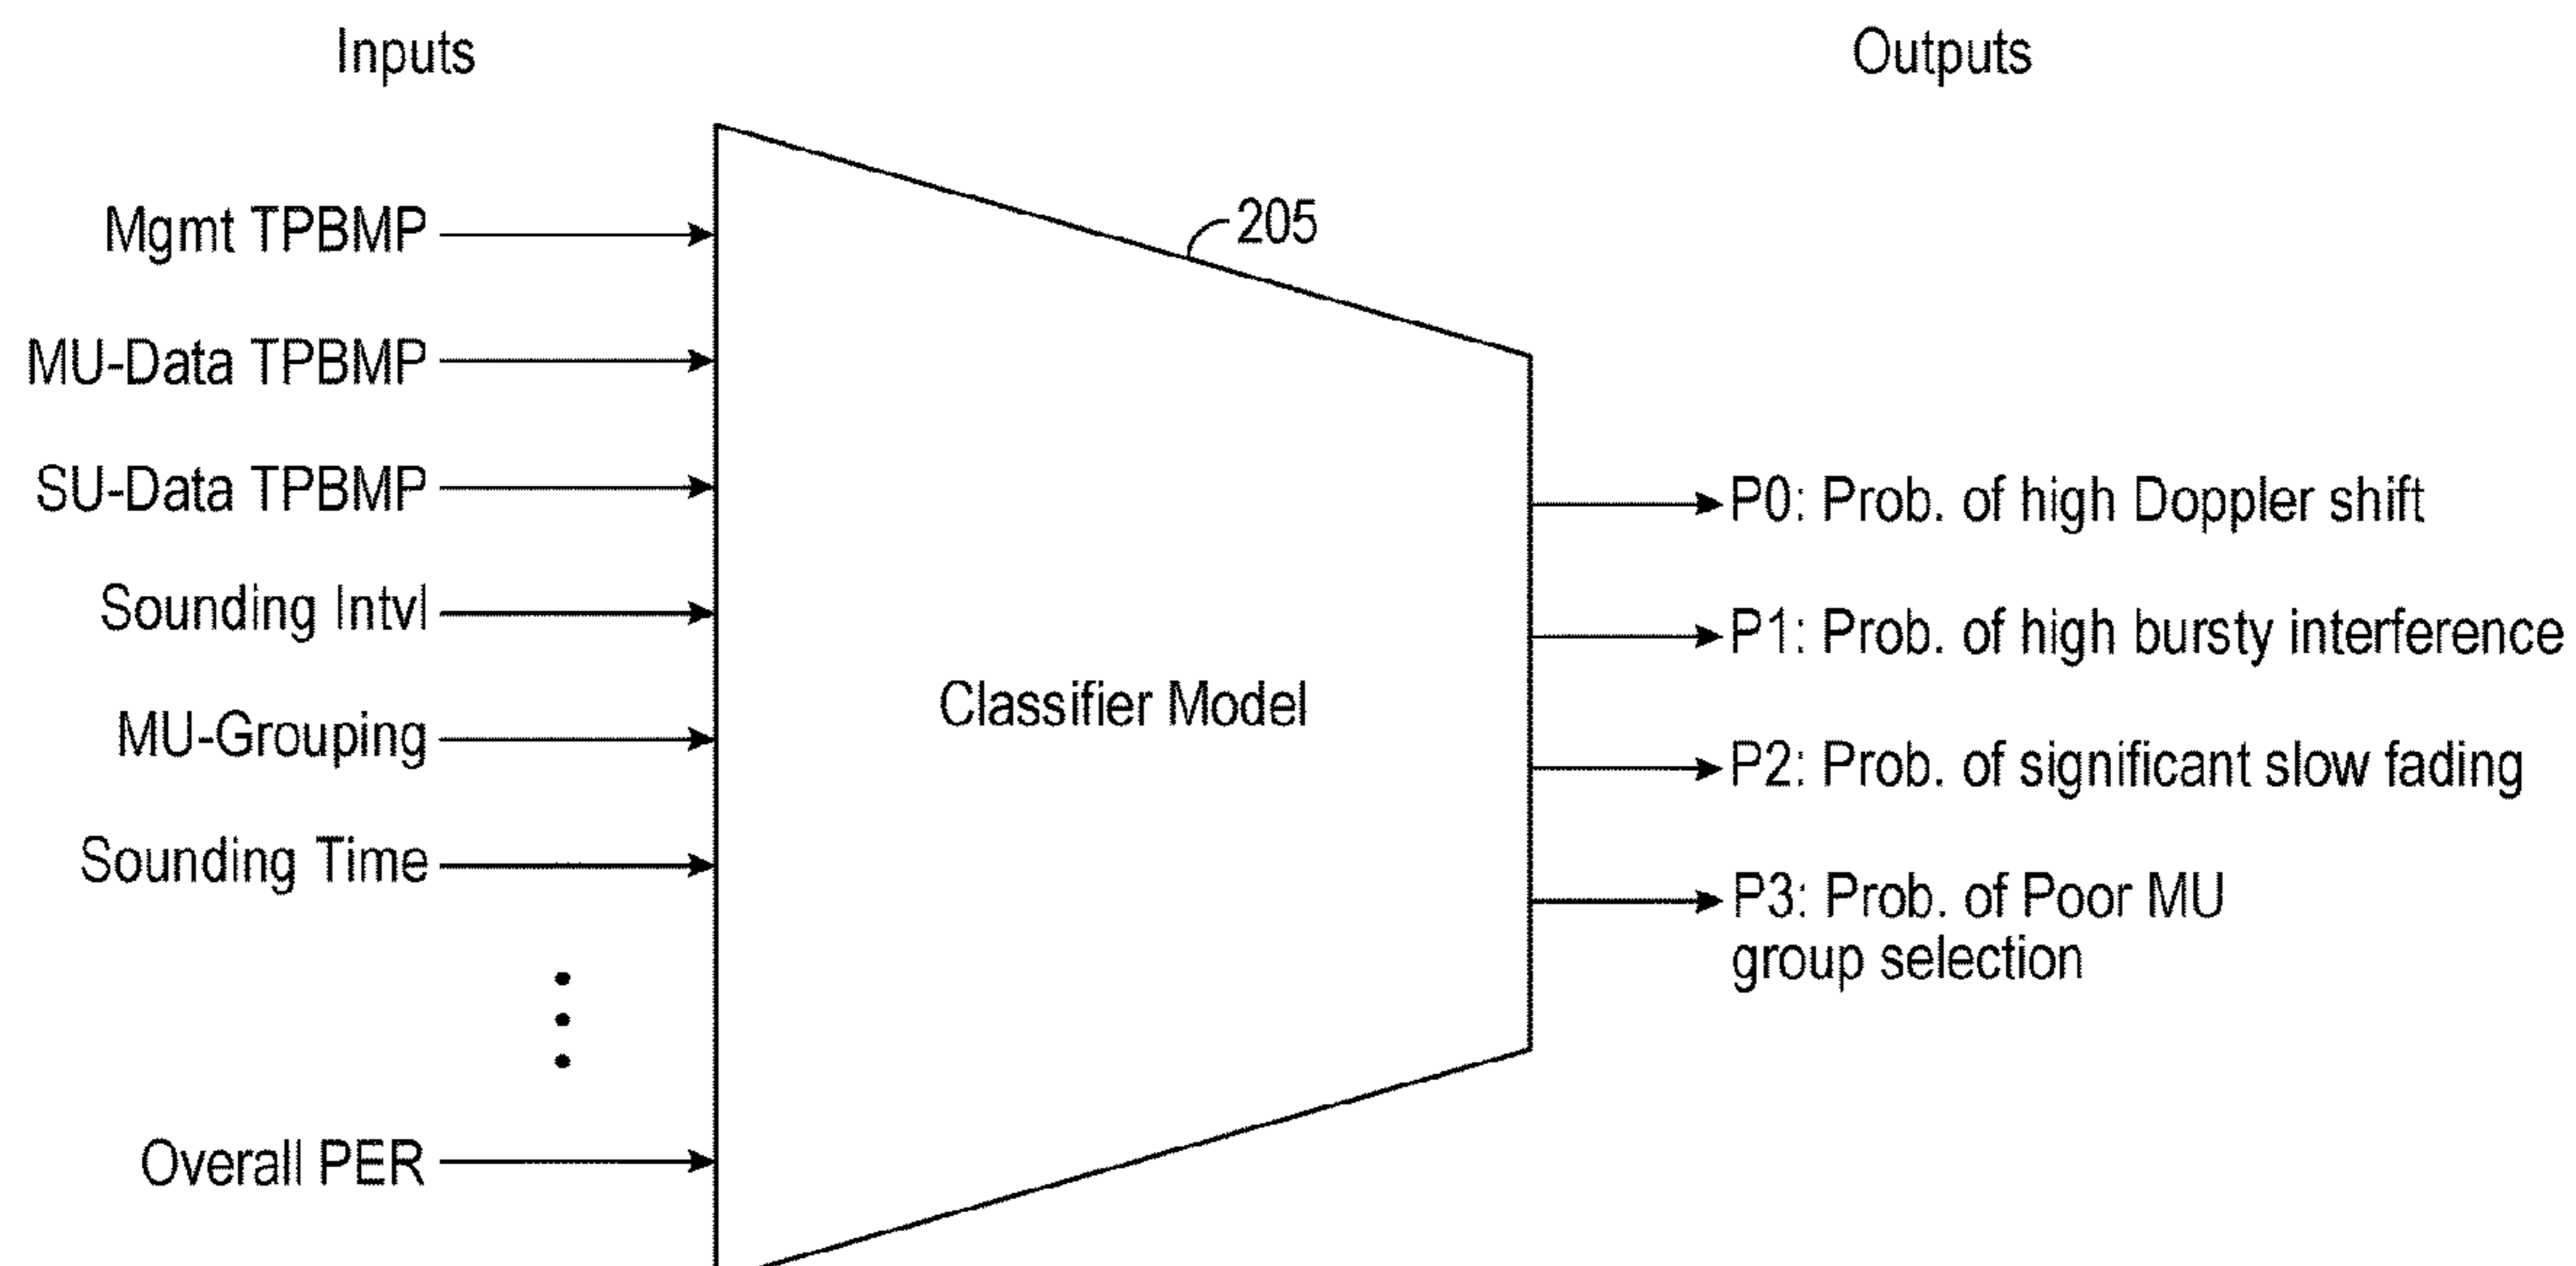 Inputs
Outputs
205
Mgmt TPBMP
MU-Data TPBMP
SU-Data TPBMP
Sounding Intvl
MU-Grouping
Sounding Time
Overall PER
Classifier Model
P0: Prob. of high Doppler shift
P1: Prob. of high bursty interference
P2: Prob. of significant slow fading
P3: Prob. of Poor MU
group selection